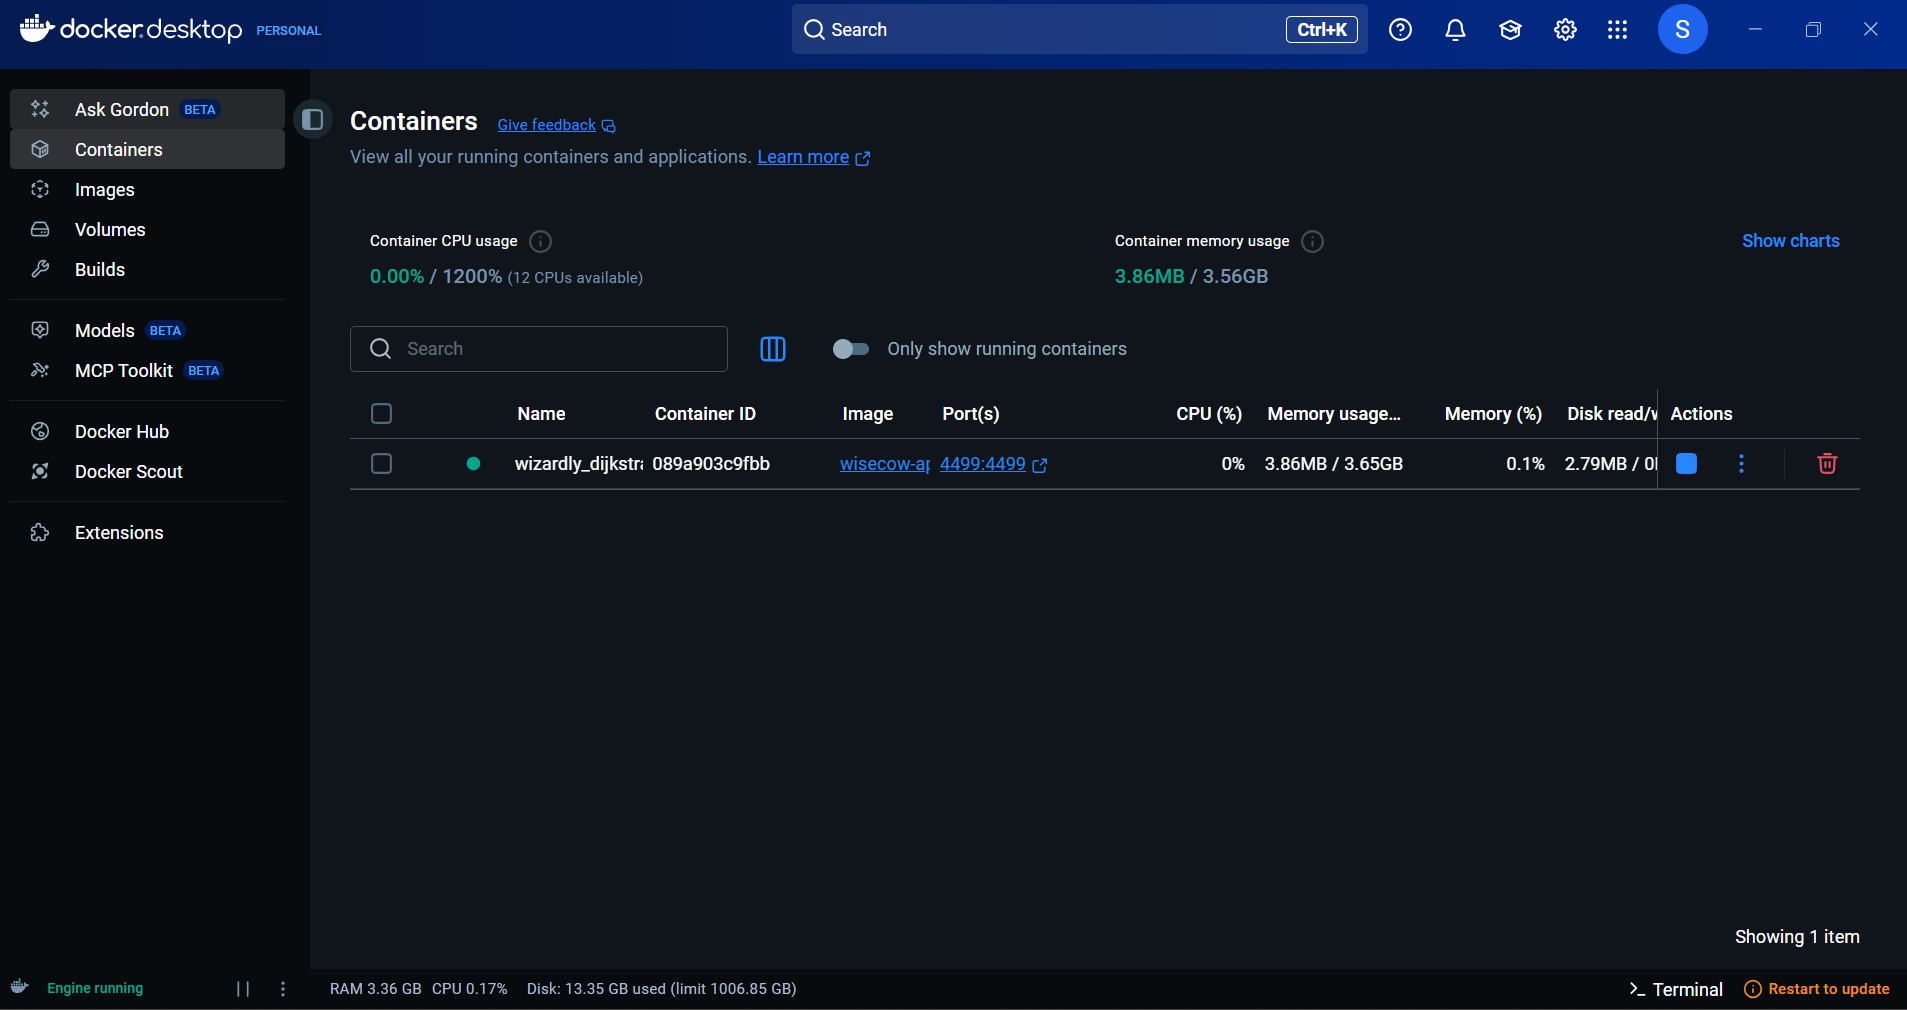 docker.desktop PERSONAL
Search Ctrl+K
S
Ask Gordon BETA
Containers
Images
Volumes
Builds
Models BETA
MCP Toolkit BETA
Docker Hub
Docker Scout
Extensions
Containers Give feedback
View all your running containers and applications. Learn more
Container CPU usage
0.00% / 1200% (12 CPUs available)
Container memory usage
3.86MB / 3.56GB
Show charts
Search
Only show running containers
Name Container ID Image Port(s) CPU (%) Memory usage... Memory (%) Disk read/w Actions
wizardly_dijkstra 089a903c9fbb wisecow-ap 4499:4499 0% 3.86MB / 3.65GB 0.1% 2.79MB / 0
Showing 1 item
Engine running
RAM 3.36 GB CPU 0.17% Disk: 13.35 GB used (limit 1006.85 GB)
>_ Terminal
Restart to update